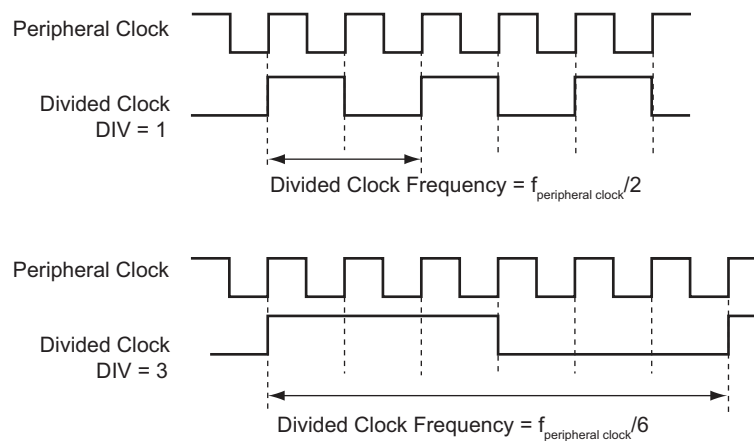 Peripheral Clock
Divided Clock
DIV = 1
Divided Clock Frequency = fperipheral clock/2
Peripheral Clock
Divided Clock
DIV = 3
Divided Clock Frequency = fperipheral clock/6